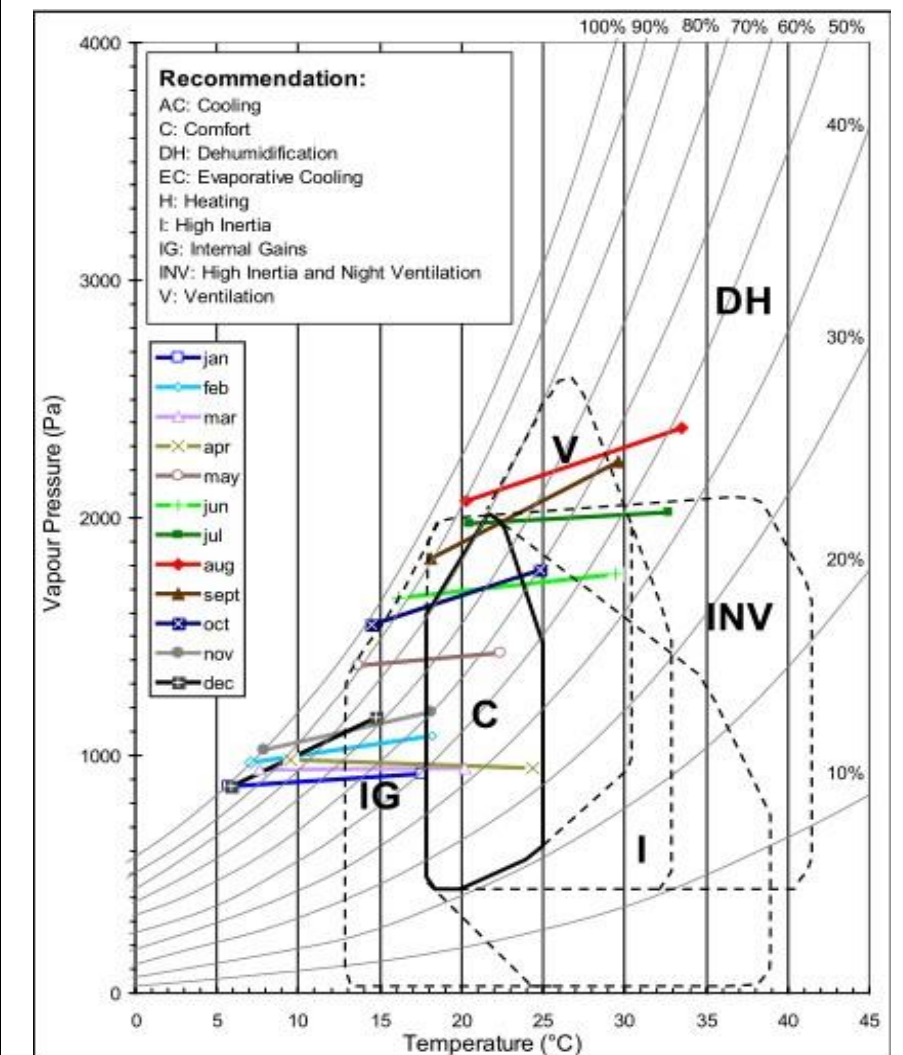 100% 90% 80% 70% 60% 50%
4000
Recommendation:
AC: Cooling
C: Comfort
DH: Dehumidification
EC: Evaporative Cooling
H: Heating
I: High Inertia
IG: Internal Gains
INV: High Inertia and Night Ventilation
V: Ventilation
40%
3000
DH
30%
jan
feb
mar
apr
may
jun
jul
aug
sept
oct
nov
dec
Vapour Pressure (Pa)
V
2000
20%
INV
C
1000
10%
IG
I
0
0 5 10 15 20 25 30 35 40 45
Temperature (°C)